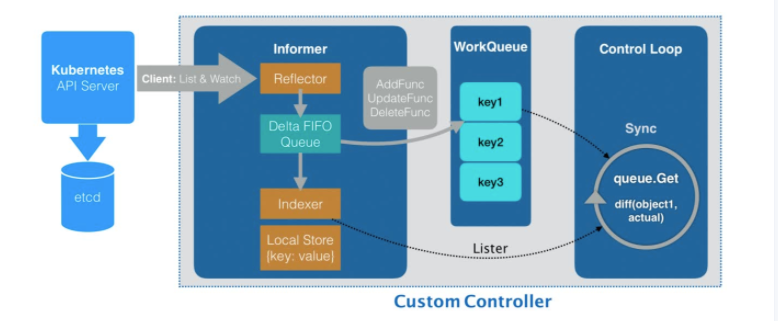 Kubernetes
API Server
etcd
Client: List & Watch
Informer
Reflector
Delta FIFO
Queue
Indexer
Local Store
{key: value}
AddFunc
UpdateFunc
DeleteFunc
WorkQueue
key1
key2
key3
Control Loop
Sync
queue.Get
diff(object1,
actual)
Lister
Custom Controller